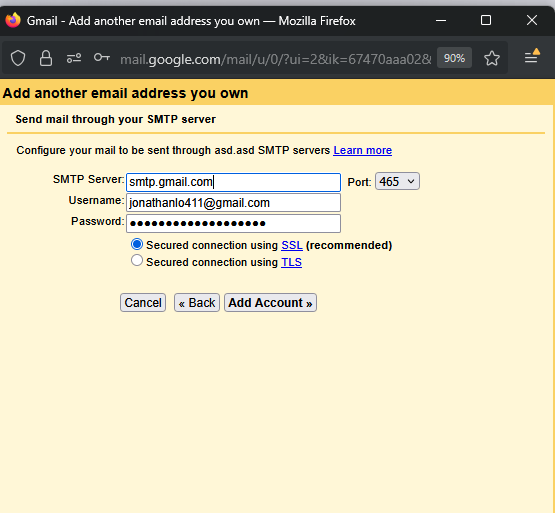 Gmail - Add another email address you own — Mozilla Firefox
mail.google.com/mail/u/0/?ui=2&ik=67470aaa02& 90%
Add another email address you own
Send mail through your SMTP server
Configure your mail to be sent through asd.asd SMTP servers Learn more
SMTP Server: smtp.gmail.com Port: 465
Username: jonathanlo411@gmail.com
Password: ●●●●●●●●●●●●●●●●●●●
Secured connection using SSL (recommended)
Secured connection using TLS
Cancel « Back Add Account »